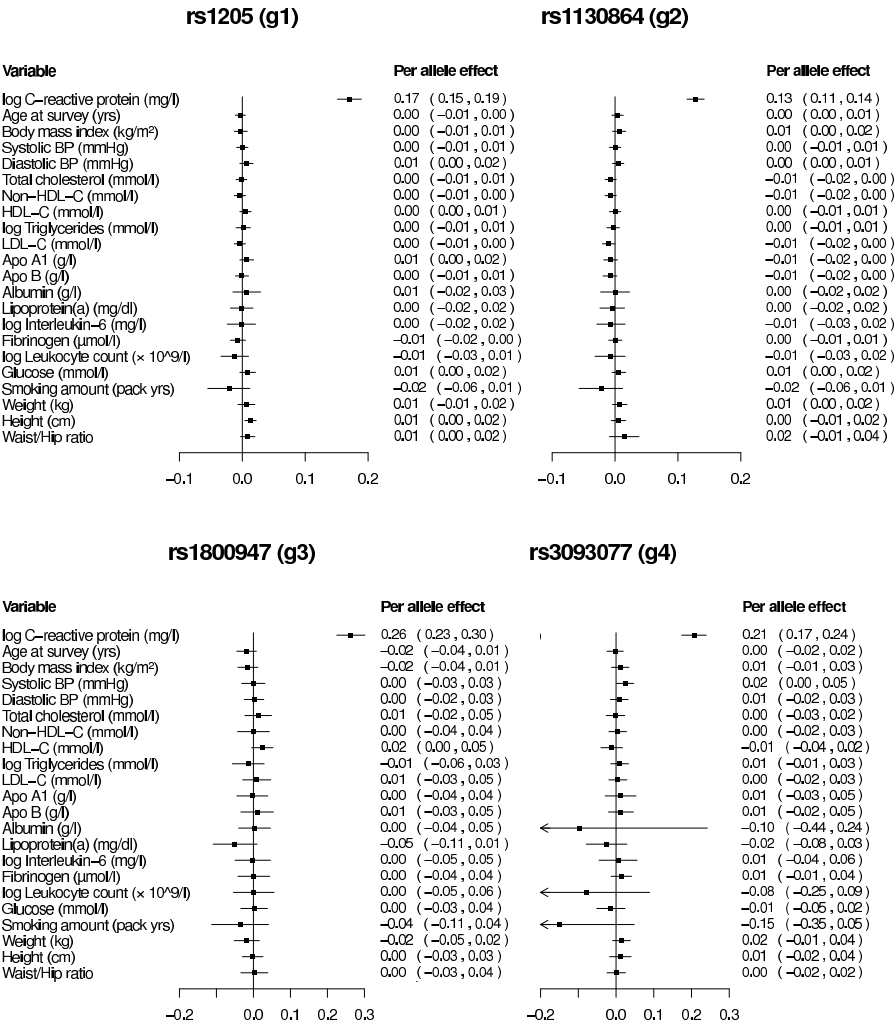 rs1205 (g1) rs1130864 (g2)
Variable Per allele effect Per allele effect
log C−reactive protein (mg/l) 0.17 (0.15, 0.19) 0.13 (0.11, 0.14)
Age at survey (yrs) 0.00 (−0.01, 0.00) 0.00 (0.00, 0.01)
Body mass index (kg/m²) 0.00 (−0.01, 0.01) 0.01 (0.00, 0.02)
Systolic BP (mmHg) 0.00 (−0.01, 0.01) 0.00 (−0.01, 0.01)
Diastolic BP (mmHg) 0.01 (0.00, 0.02) 0.00 (0.00, 0.01)
Total cholesterol (mmol/l) 0.00 (−0.01, 0.01) −0.01 (−0.02, 0.00)
Non−HDL−C (mmol/l) 0.00 (−0.01, 0.00) −0.01 (−0.02, 0.00)
HDL−C (mmol/l) 0.00 (0.00, 0.01) 0.00 (−0.01, 0.01)
log Triglycerides (mmol/l) 0.00 (−0.01, 0.01) 0.00 (−0.01, 0.01)
LDL−C (mmol/l) 0.00 (−0.01, 0.00) −0.01 (−0.02, 0.00)
Apo A1 (g/l) 0.01 (0.00, 0.02) −0.01 (−0.02, 0.00)
Apo B (g/l) 0.00 (−0.01, 0.01) −0.01 (−0.02, 0.00)
Albumin (g/l) 0.01 (−0.02, 0.03) 0.00 (−0.02, 0.02)
Lipoprotein(a) (mg/dl) 0.00 (−0.02, 0.02) 0.00 (−0.02, 0.02)
log Interleukin−6 (mg/l) 0.00 (−0.02, 0.02) −0.01 (−0.03, 0.02)
Fibrinogen (μmol/l) −0.01 (−0.02, 0.00) 0.00 (−0.01, 0.01)
log Leukocyte count (× 10^9/l) −0.01 (−0.03, 0.01) −0.01 (−0.03, 0.02)
Glucose (mmol/l) 0.01 (0.00, 0.02) 0.01 (0.00, 0.02)
Smoking amount (pack yrs) −0.02 (−0.06, 0.01) −0.02 (−0.06, 0.01)
Weight (kg) 0.01 (−0.01, 0.02) 0.01 (0.00, 0.02)
Height (cm) 0.01 (0.00, 0.02) 0.00 (−0.01, 0.02)
Waist/Hip ratio 0.01 (0.00, 0.02) 0.02 (−0.01, 0.04)
−0.1 0.0 0.1 0.2 −0.1 0.0 0.1 0.2
rs1800947 (g3) rs3093077 (g4)
Variable Per allele effect Per allele effect
log C−reactive protein (mg/l) 0.26 (0.23, 0.30) 0.21 (0.17, 0.24)
Age at survey (yrs) −0.02 (−0.04, 0.01) 0.00 (−0.02, 0.02)
Body mass index (kg/m²) −0.02 (−0.04, 0.01) 0.01 (−0.01, 0.03)
Systolic BP (mmHg) 0.00 (−0.03, 0.03) 0.02 (0.00, 0.05)
Diastolic BP (mmHg) 0.00 (−0.02, 0.03) 0.01 (−0.02, 0.03)
Total cholesterol (mmol/l) 0.01 (−0.02, 0.05) 0.00 (−0.03, 0.02)
Non−HDL−C (mmol/l) 0.00 (−0.04, 0.04) 0.00 (−0.02, 0.03)
HDL−C (mmol/l) 0.02 (0.00, 0.05) −0.01 (−0.04, 0.02)
log Triglycerides (mmol/l) −0.01 (−0.06, 0.03) 0.01 (−0.01, 0.03)
LDL−C (mmol/l) 0.01 (−0.03, 0.05) 0.00 (−0.02, 0.03)
Apo A1 (g/l) 0.00 (−0.04, 0.04) 0.01 (−0.03, 0.05)
Apo B (g/l) 0.01 (−0.03, 0.05) 0.01 (−0.02, 0.05)
Albumin (g/l) 0.00 (−0.04, 0.05) −0.10 (−0.44, 0.24)
Lipoprotein(a) (mg/dl) −0.05 (−0.11, 0.01) −0.02 (−0.08, 0.03)
log Interleukin−6 (mg/l) 0.00 (−0.05, 0.05) 0.01 (−0.04, 0.06)
Fibrinogen (μmol/l) 0.00 (−0.04, 0.04) 0.01 (−0.01, 0.04)
log Leukocyte count (× 10^9/l) 0.00 (−0.05, 0.06) −0.08 (−0.25, 0.09)
Glucose (mmol/l) 0.00 (−0.03, 0.04) −0.01 (−0.05, 0.02)
Smoking amount (pack yrs) −0.04 (−0.11, 0.04) −0.15 (−0.35, 0.05)
Weight (kg) −0.02 (−0.05, 0.02) 0.02 (−0.01, 0.04)
Height (cm) 0.00 (−0.03, 0.03) 0.01 (−0.02, 0.04)
Waist/Hip ratio 0.00 (−0.03, 0.04) 0.00 (−0.02, 0.02)
−0.2 0.0 0.1 0.2 0.3 −0.2 0.0 0.1 0.2 0.3